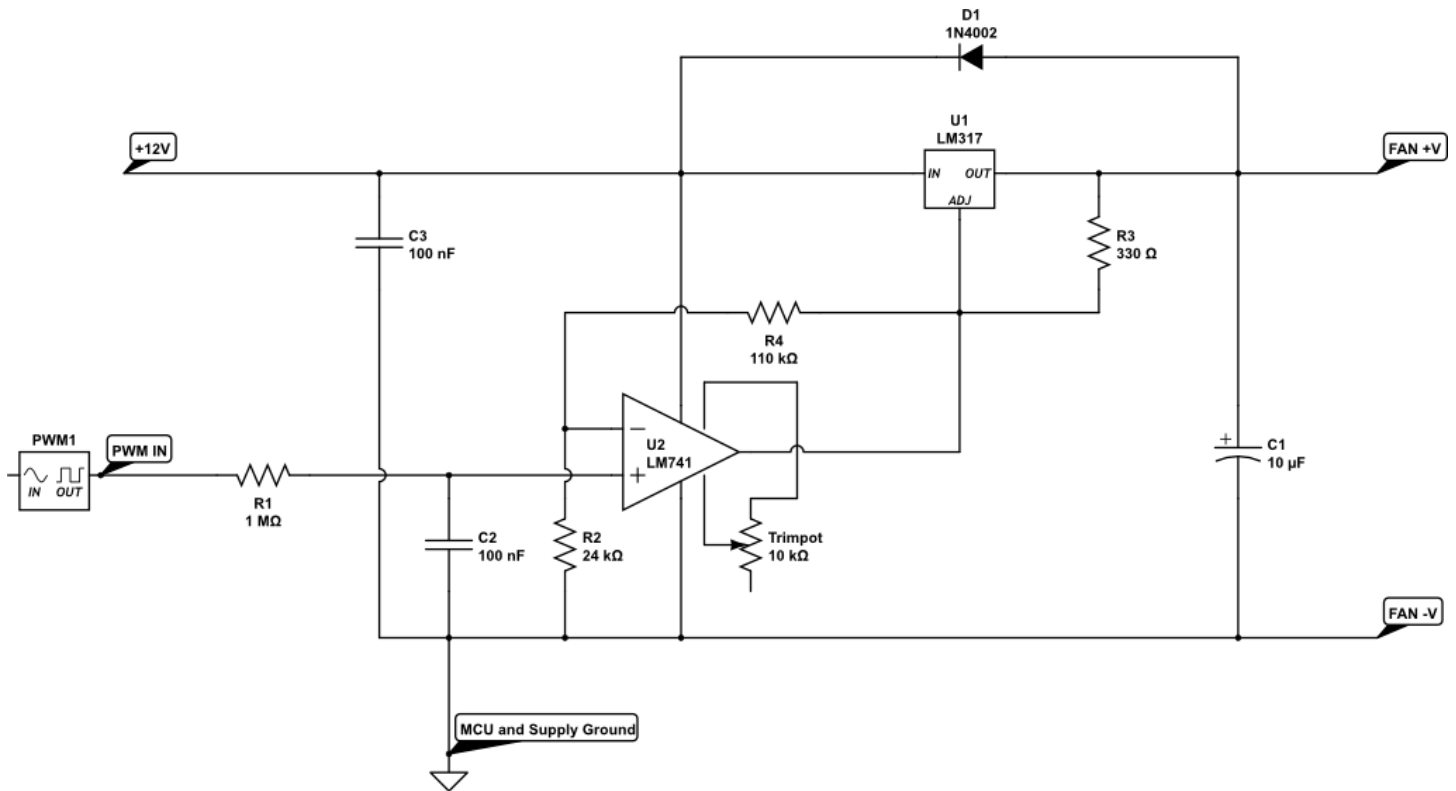 D1
1N4002
U1
LM317
+12V
FAN +V
IN
OUT
ADJ
C3
100 nF
R3
330 Ω
R4
110 kΩ
PWM1
PWM IN
IN
OUT
R1
1 MΩ
−
+
U2
LM741
+
C1
10 µF
C2
100 nF
R2
24 kΩ
Trimpot
10 kΩ
FAN -V
MCU and Supply Ground